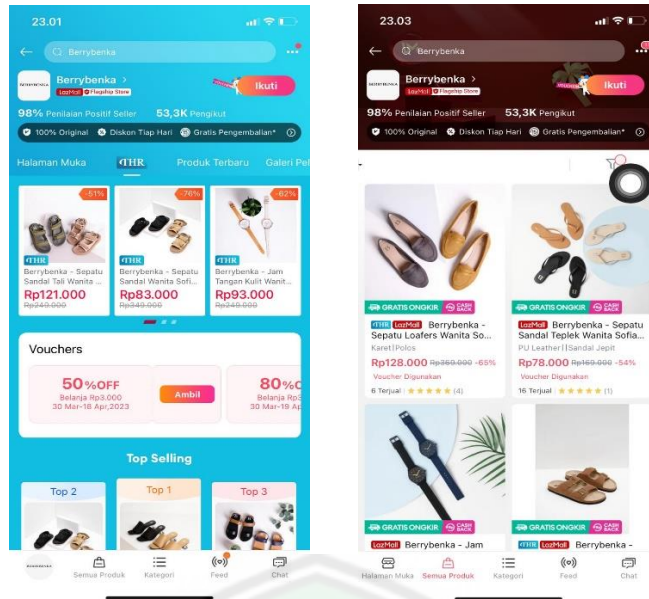 23.01
Berrybenka
Berrybenka >
LazMall Flagship Store
Ikuti
98% Penilaian Positif Seller 53,3K Pengikut
100% Original Diskon Tiap Hari Gratis Pengembalian*
Halaman Muka THR Produk Terbaru Galeri Pel
-51% -76% -62%
THR THR
Berrybenka - Sepatu Berrybenka - Sepatu Berrybenka - Jam
Sandal Tali Wanita ... Sandal Wanita Sofi... Tangan Kulit Wanit...
Rp121.000 Rp83.000 Rp93.000
Rp249.000 Rp349.000 Rp249.000
Vouchers
50%OFF
Belanja Rp3.000
30 Mar-16 Apr,2023
Ambil
80%O
Belanja Rp3
30 Mar-19 Ap
Top Selling
Top 2 Top 1 Top 3
BERRYBENKA Semua Produk Kategori Feed Chat
23.03
Berrybenka
BERRYBENKA
Berrybenka >
LazMall Flagship Store
Ikuti
98% Penilaian Positif Seller 53,3K Pengikut
100% Original Diskon Tiap Hari Gratis Pengembalian*
GRATIS ONGKIR CASH BACK
THR LazMall Berrybenka -
Sepatu Loafers Wanita So...
Karet|Polos
Rp128.000 Rp369.000 -65%
Voucher Digunakan
6 Terjual (4)
GRATIS ONGKIR CASH BACK
THR LazMall Berrybenka - Sepatu
Sandal Teplek Wanita Sofia...
PU Leather||Sandal Jepit
Rp78.000 Rp169.000 -54%
Voucher Digunakan
16 Terjual (1)
GRATIS ONGKIR CASH BACK
LazMall Berrybenka - Jam
GRATIS ONGKIR CASH BACK
THR LazMall Berrybenka -
Halaman Muka Semua Produk Kategori Feed Chat